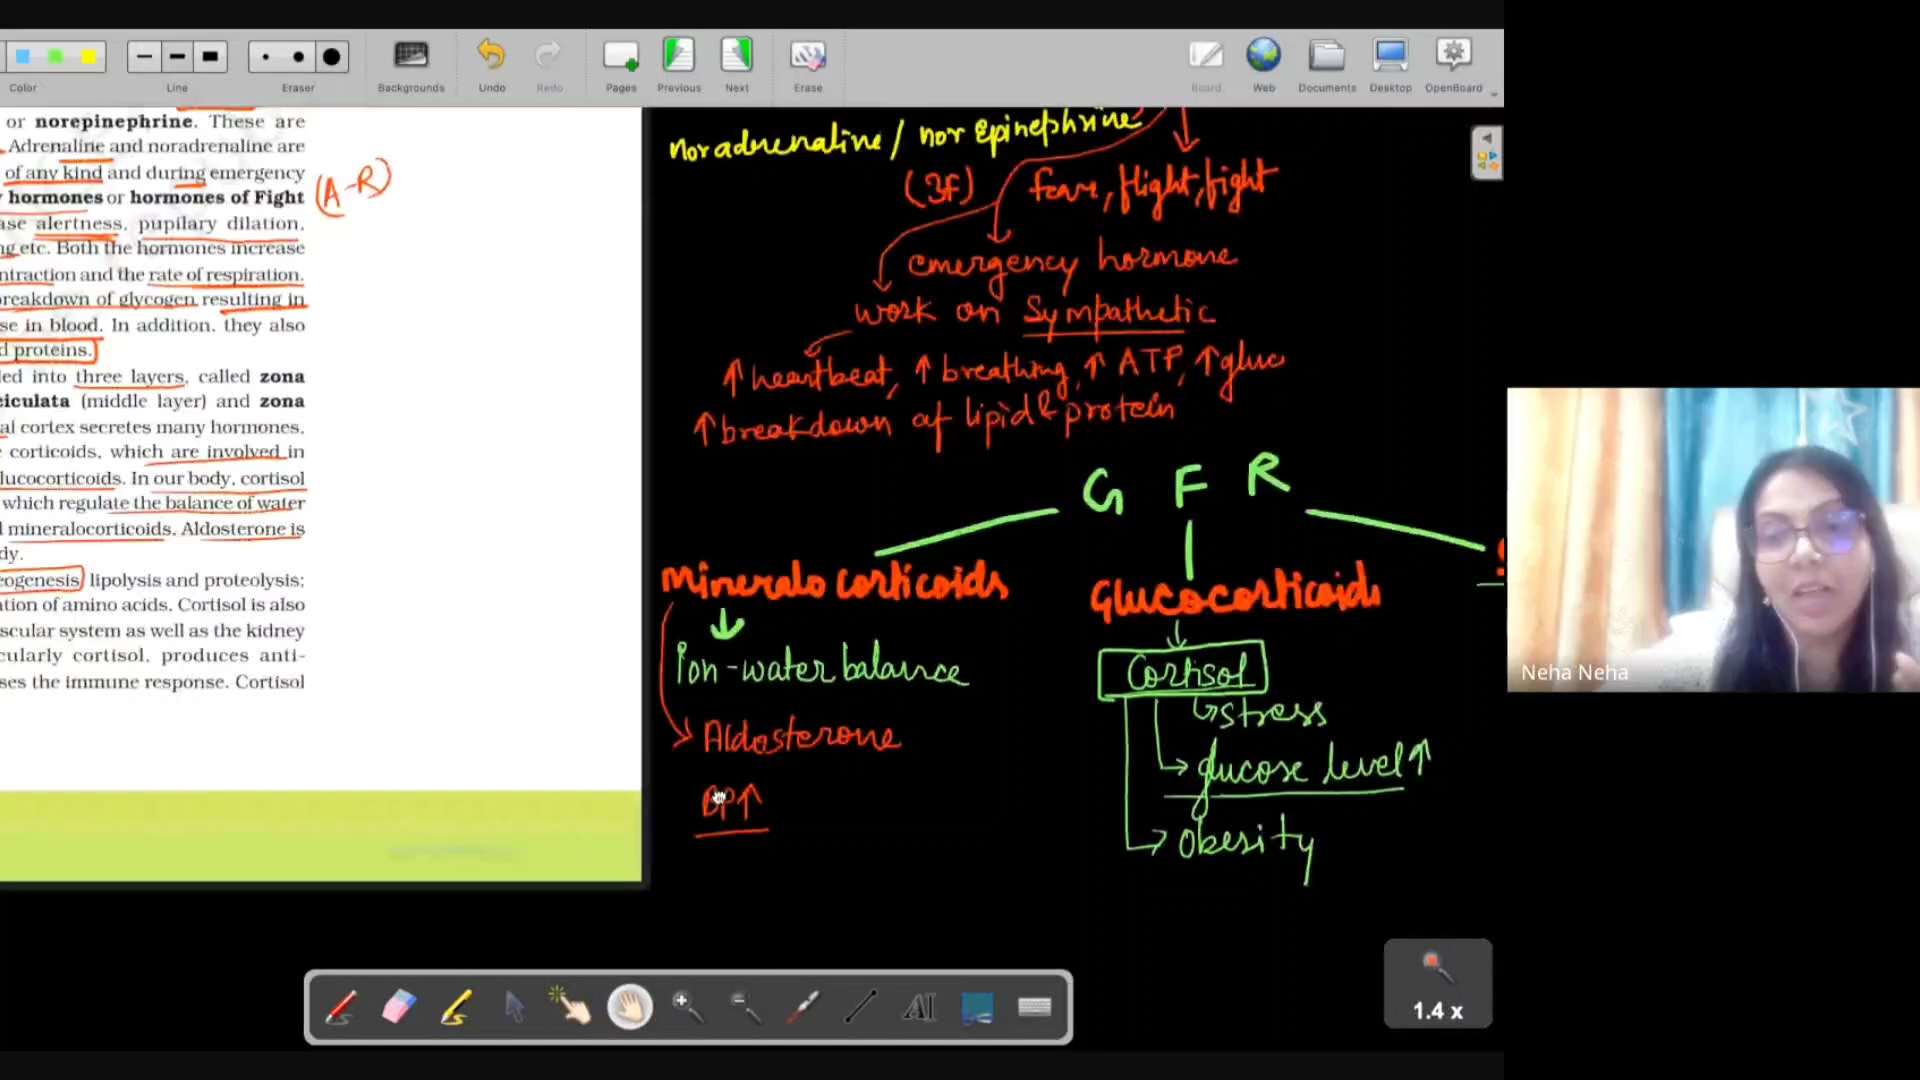 Color
Line
Eraser
Backgrounds
Undo
Redo
Pages
Previous
Next
Erase
Board
Web
Documents
Desktop
OpenBoard
or norepinephrine. These are
Adrenaline and noradrenaline are
of any kind and during emergency
hormones or hormones of Fight
ase alertness, pupilary dilation,
ng etc. Both the hormones increase
ntraction and the rate of respiration.
breakdown of glycogen resulting in
se in blood. In addition, they also
d proteins.
led into three layers, called zona
ciculata (middle layer) and zona
al cortex secretes many hormones,
corticoids, which are involved in
lucocorticoids. In our body, cortisol
which regulate the balance of water
l mineralocorticoids. Aldosterone is
dy.
eogenesis, lipolysis and proteolysis;
ation of amino acids. Cortisol is also
scular system as well as the kidney
cularly cortisol, produces anti-
ses the immune response. Cortisol
(A-R)
noradrenaline / nor Epinephrine
(3F) fear, flight, fight
emergency hormone
work on Sympathetic
↑ heartbeat, ↑ breathing, ↑ ATP, ↑ gluc
↑ breakdown of lipid & protein
G F R
Mineralo corticoids
Glucocorticoids
Ion-water balance
Cortisol
stress
Aldosterone
glucose level ↑
BP↑
Obesity
Neha Neha
1.4 x